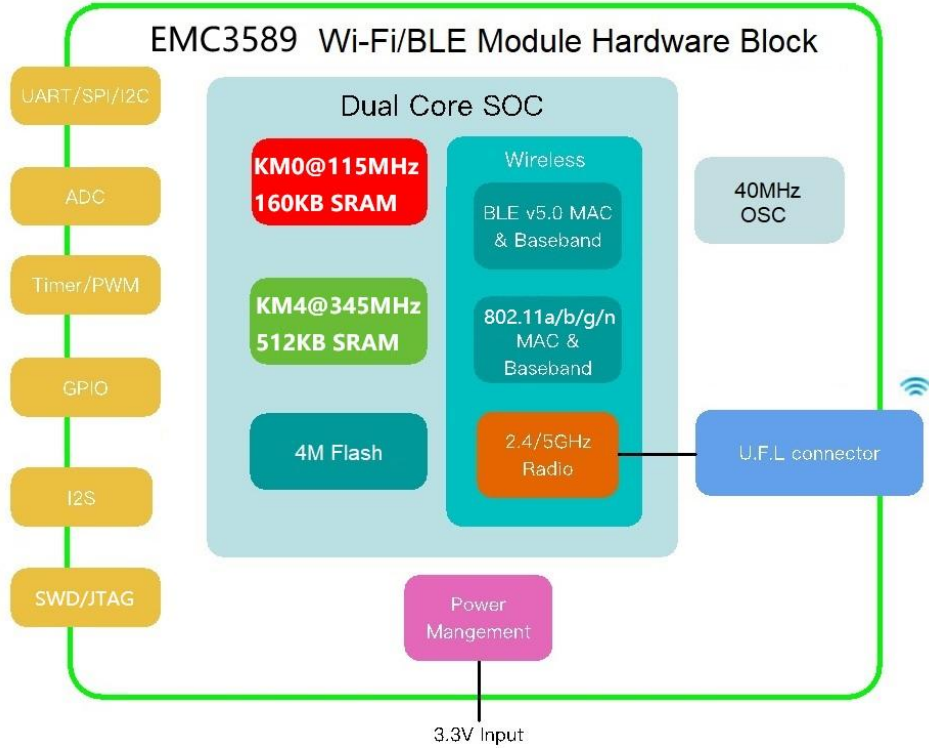 EMC3589 Wi-Fi/BLE Module Hardware Block
UART/SPI/I2C
ADC
Timer/PWM
GPIO
I2S
SWD/JTAG
Dual Core SOC
KM0@115MHz
160KB SRAM
KM4@345MHz
512KB SRAM
4M Flash
Wireless
BLE v5.0 MAC
& Baseband
802.11a/b/g/n
MAC &
Baseband
2.4/5GHz
Radio
40MHz
OSC
U.F.L connector
Power
Mangement
3.3V Input